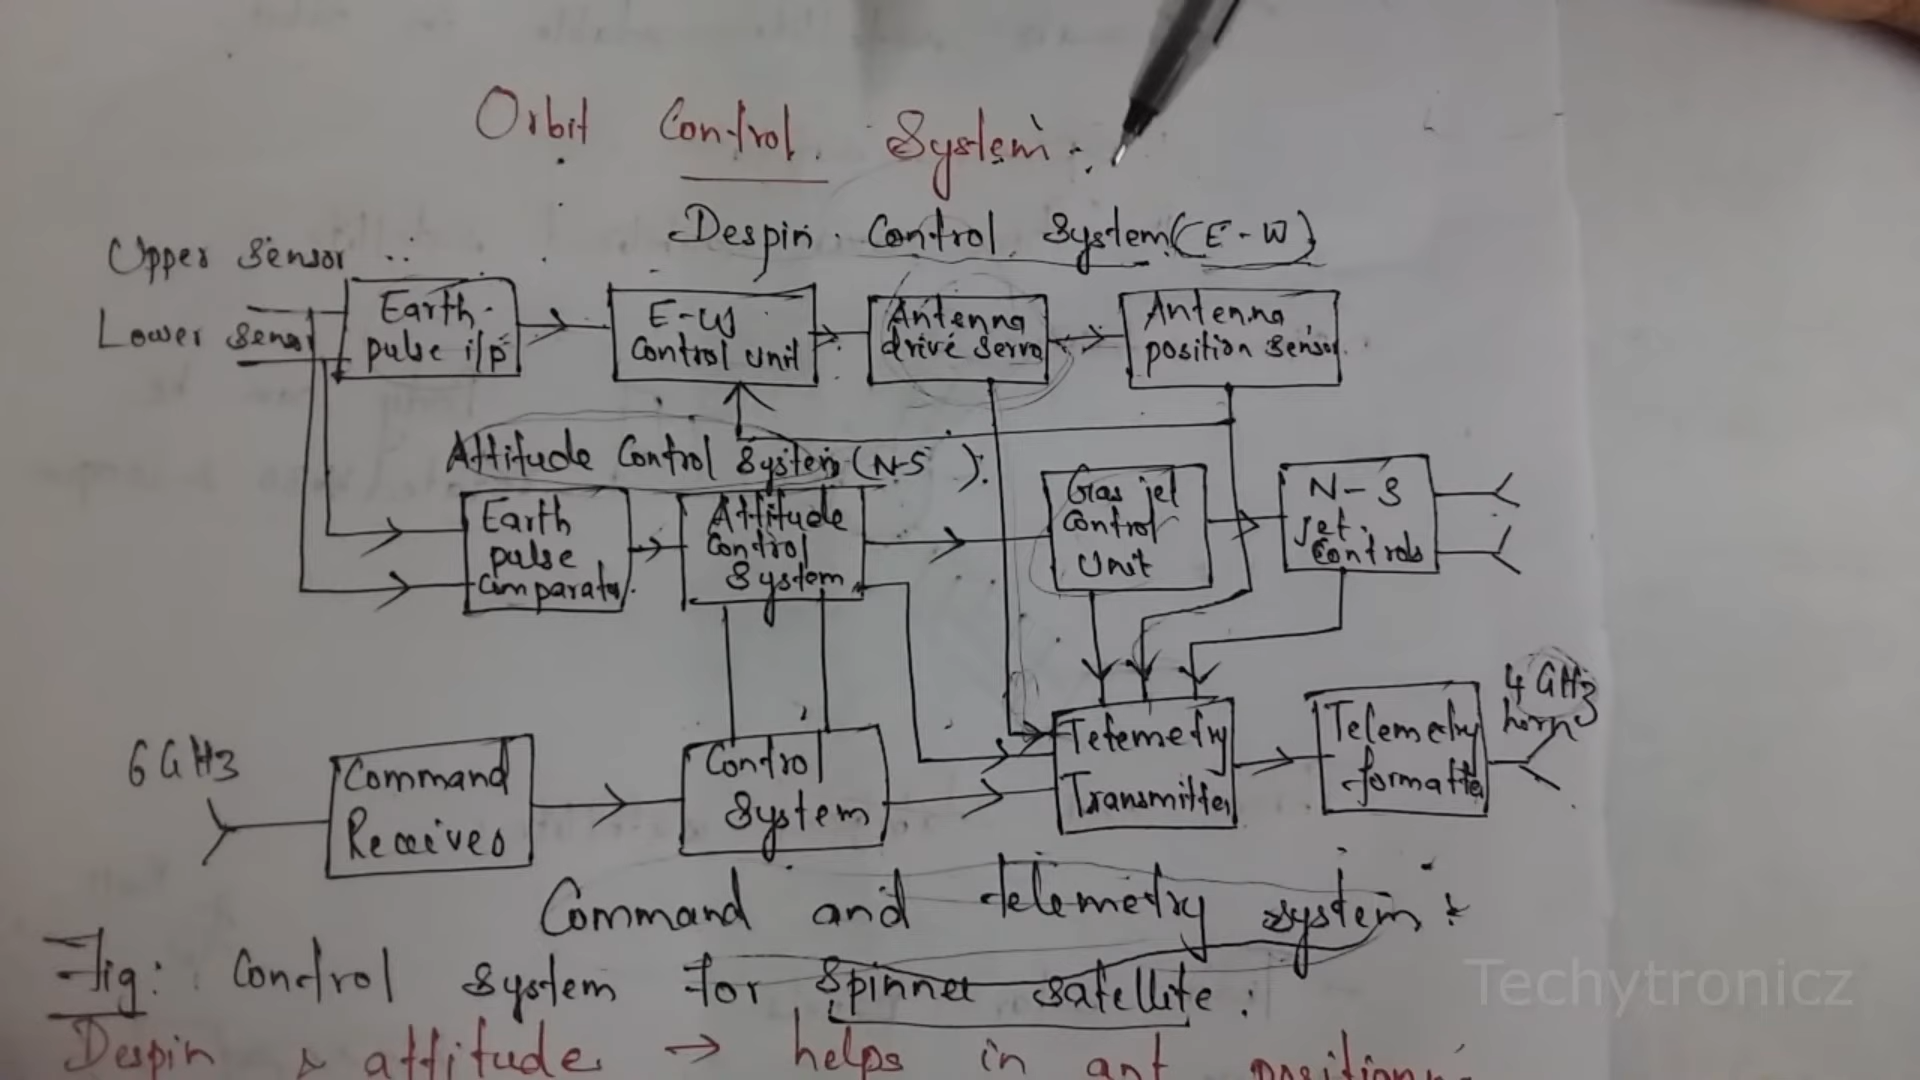 Orbit Control System
Despin Control System (E-W)
Upper Sensor
Lower Sensor
Earth pulse i/p
E-W
Control Unit
Antenna
drive Servo
Antenna
position Sensor
Attitude Control System (N-S)
Earth
pulse
Comparator
Attitude
Control
System
Gas jet
Control
Unit
N-S
jet
Controls
6 GHz
Command
Receives
Control
System
Telemetry
Transmitter
Telemetry
formatter
4 GHz
horn
Command and telemetry system:
Fig: Control System for Spinner satellite:
Despin & attitude → helps in ant positionn
Techytronicz